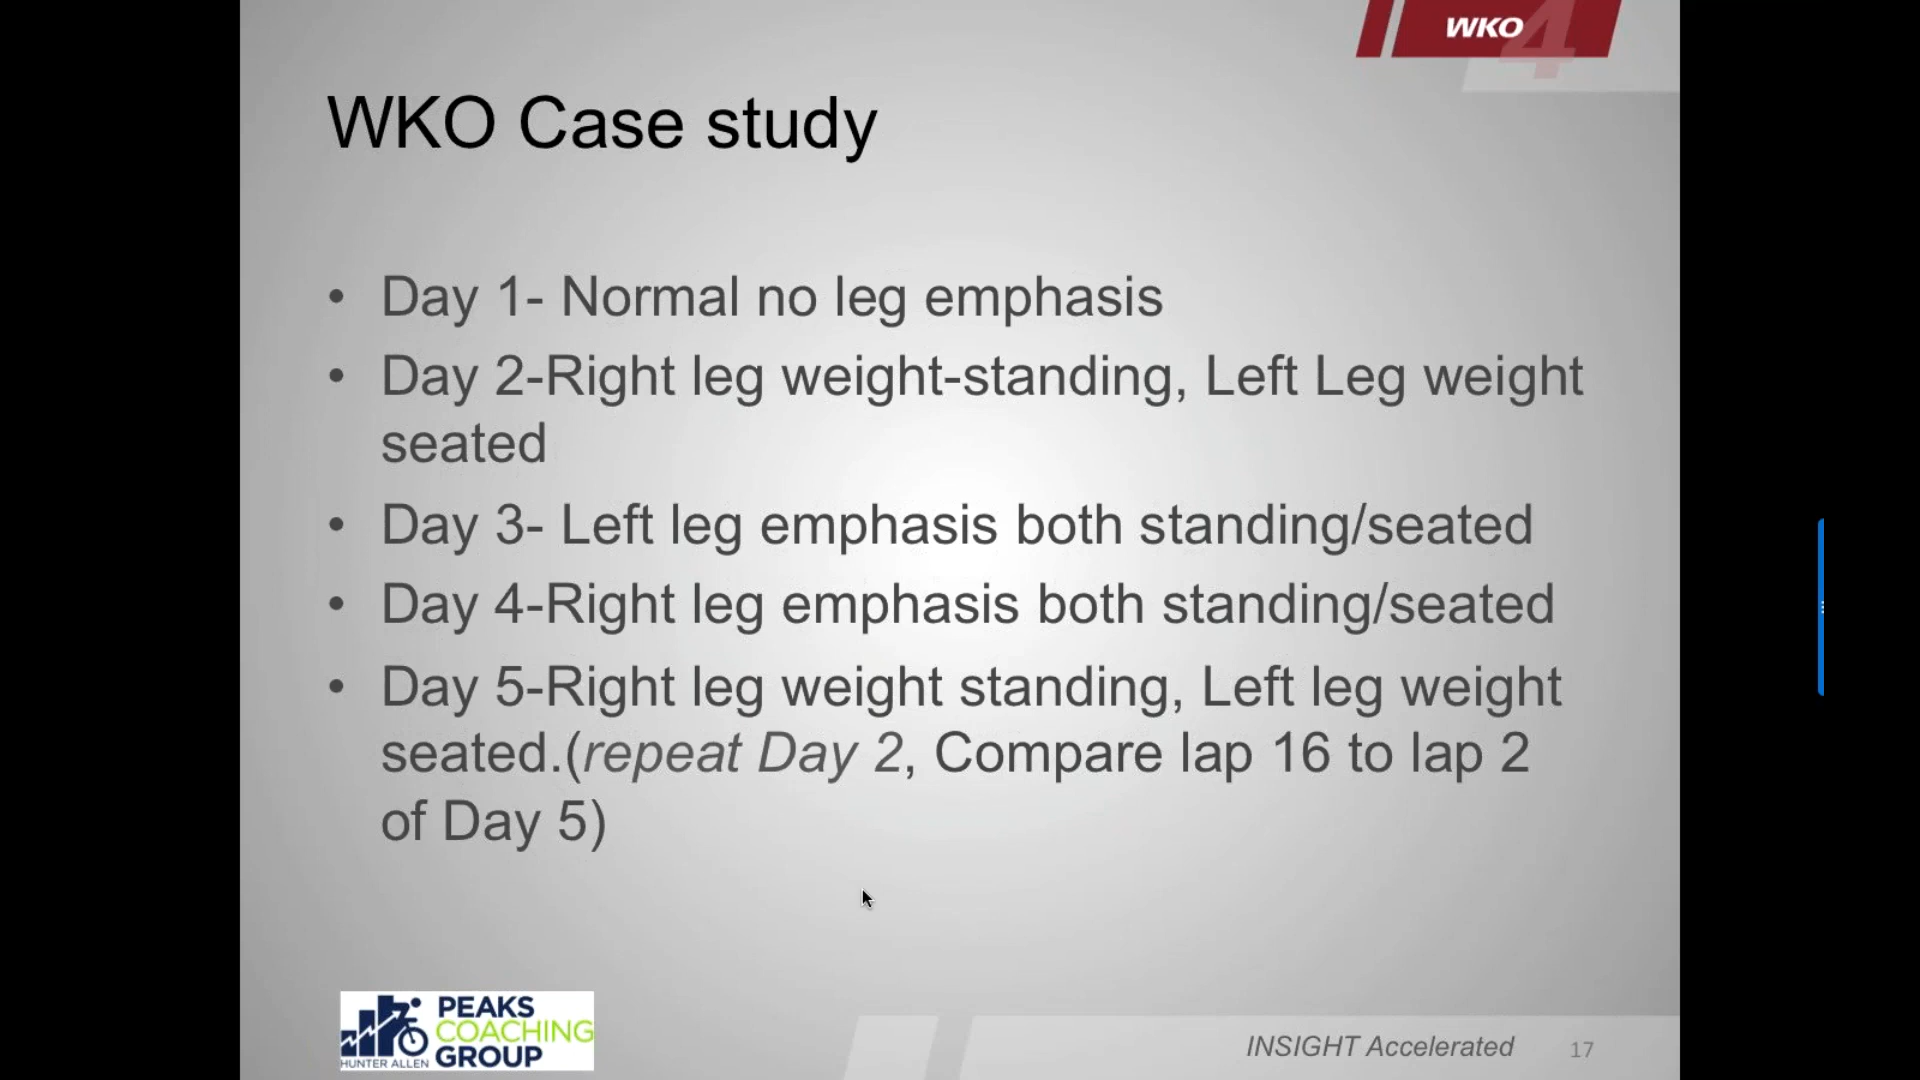 WKO 4
WKO Case study
• Day 1- Normal no leg emphasis
• Day 2-Right leg weight-standing, Left Leg weight
seated
• Day 3- Left leg emphasis both standing/seated
• Day 4-Right leg emphasis both standing/seated
• Day 5-Right leg weight standing, Left leg weight
seated.(repeat Day 2, Compare lap 16 to lap 2
of Day 5)
PEAKS
COACHING
GROUP
HUNTER ALLEN
INSIGHT Accelerated 17